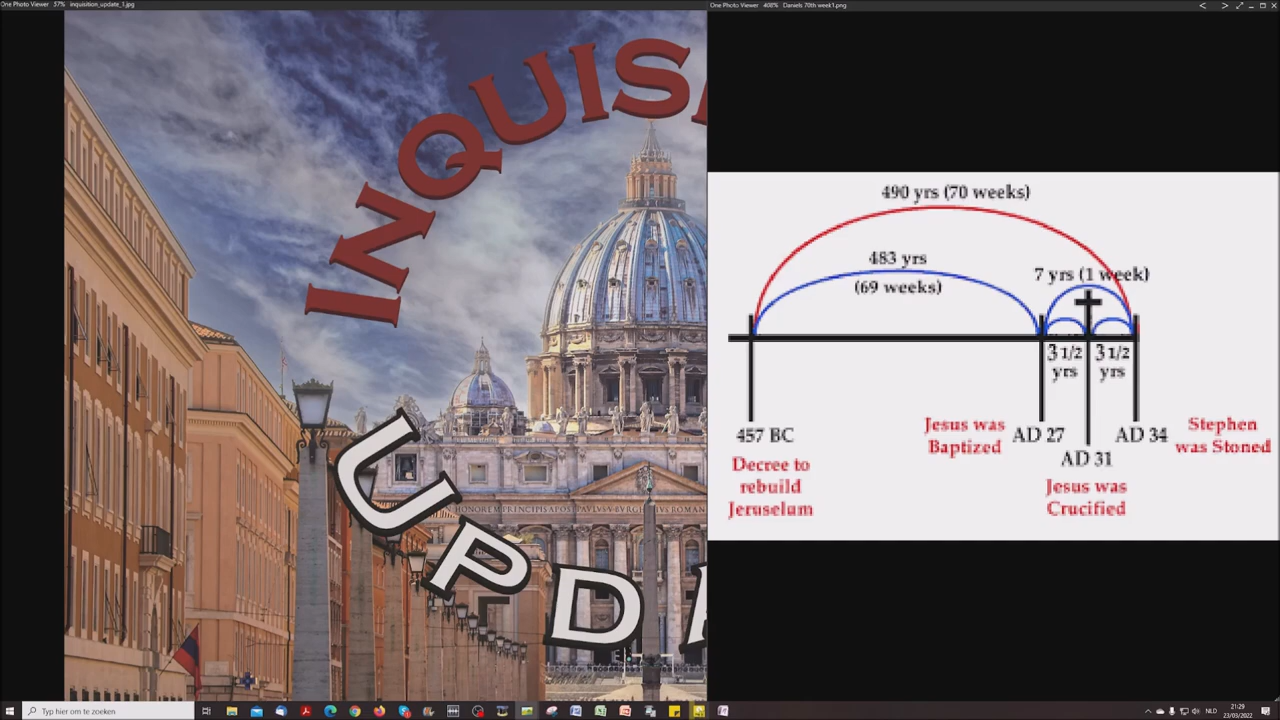 One Photo Viewer 57% inquisition_update_1.jpg
One Photo Viewer 408% Daniels 70th week1.png
INQUIS
UPD
490 yrs (70 weeks)
483 yrs
(69 weeks)
7 yrs (1 week)
3 1/2
yrs
3 1/2
yrs
457 BC
Decree to
rebuild
Jeruselum
Jesus was
Baptized
AD 27
AD 31
Jesus was
Crucified
AD 34
Stephen
was Stoned
Typ hier om te zoeken
NLD
21:29
23/09/2022